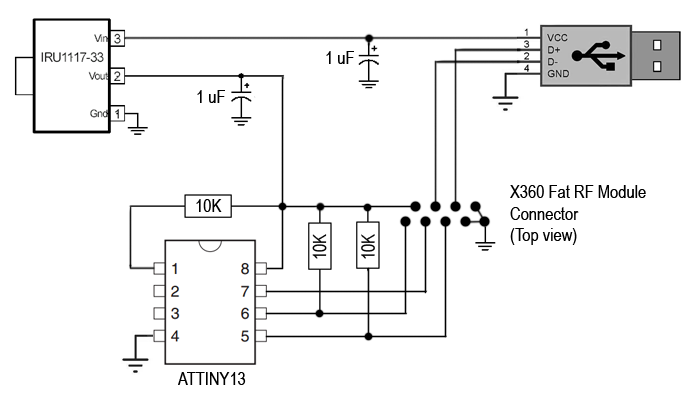 IRU1117-33
Vin 3
Vout 2
Gnd 1
1 uF
+
1 uF
+
1 VCC
3 D+
2 D-
4 GND
10K
10K
10K
X360 Fat RF Module
Connector
(Top view)
1 8
2 7
3 6
4 5
ATTINY13